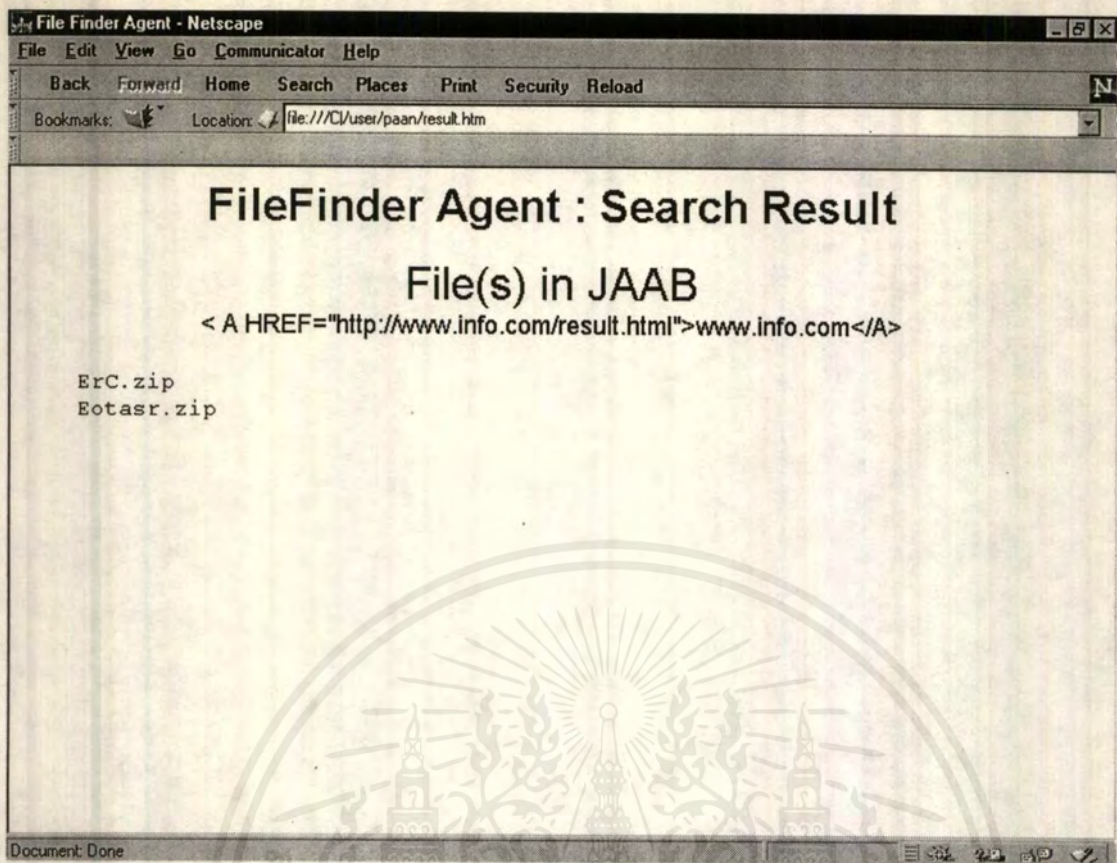 File Finder Agent - Netscape
File Edit View Go Communicator Help
Back Forward Home Search Places Print Security Reload
N
Bookmarks: Location: file:///C|/user/paan/result.htm
FileFinder Agent : Search Result
File(s) in JAAB
< A HREF="http://www.info.com/result.html">www.info.com</A>
ErC.zip
Eotasr.zip
Document: Done